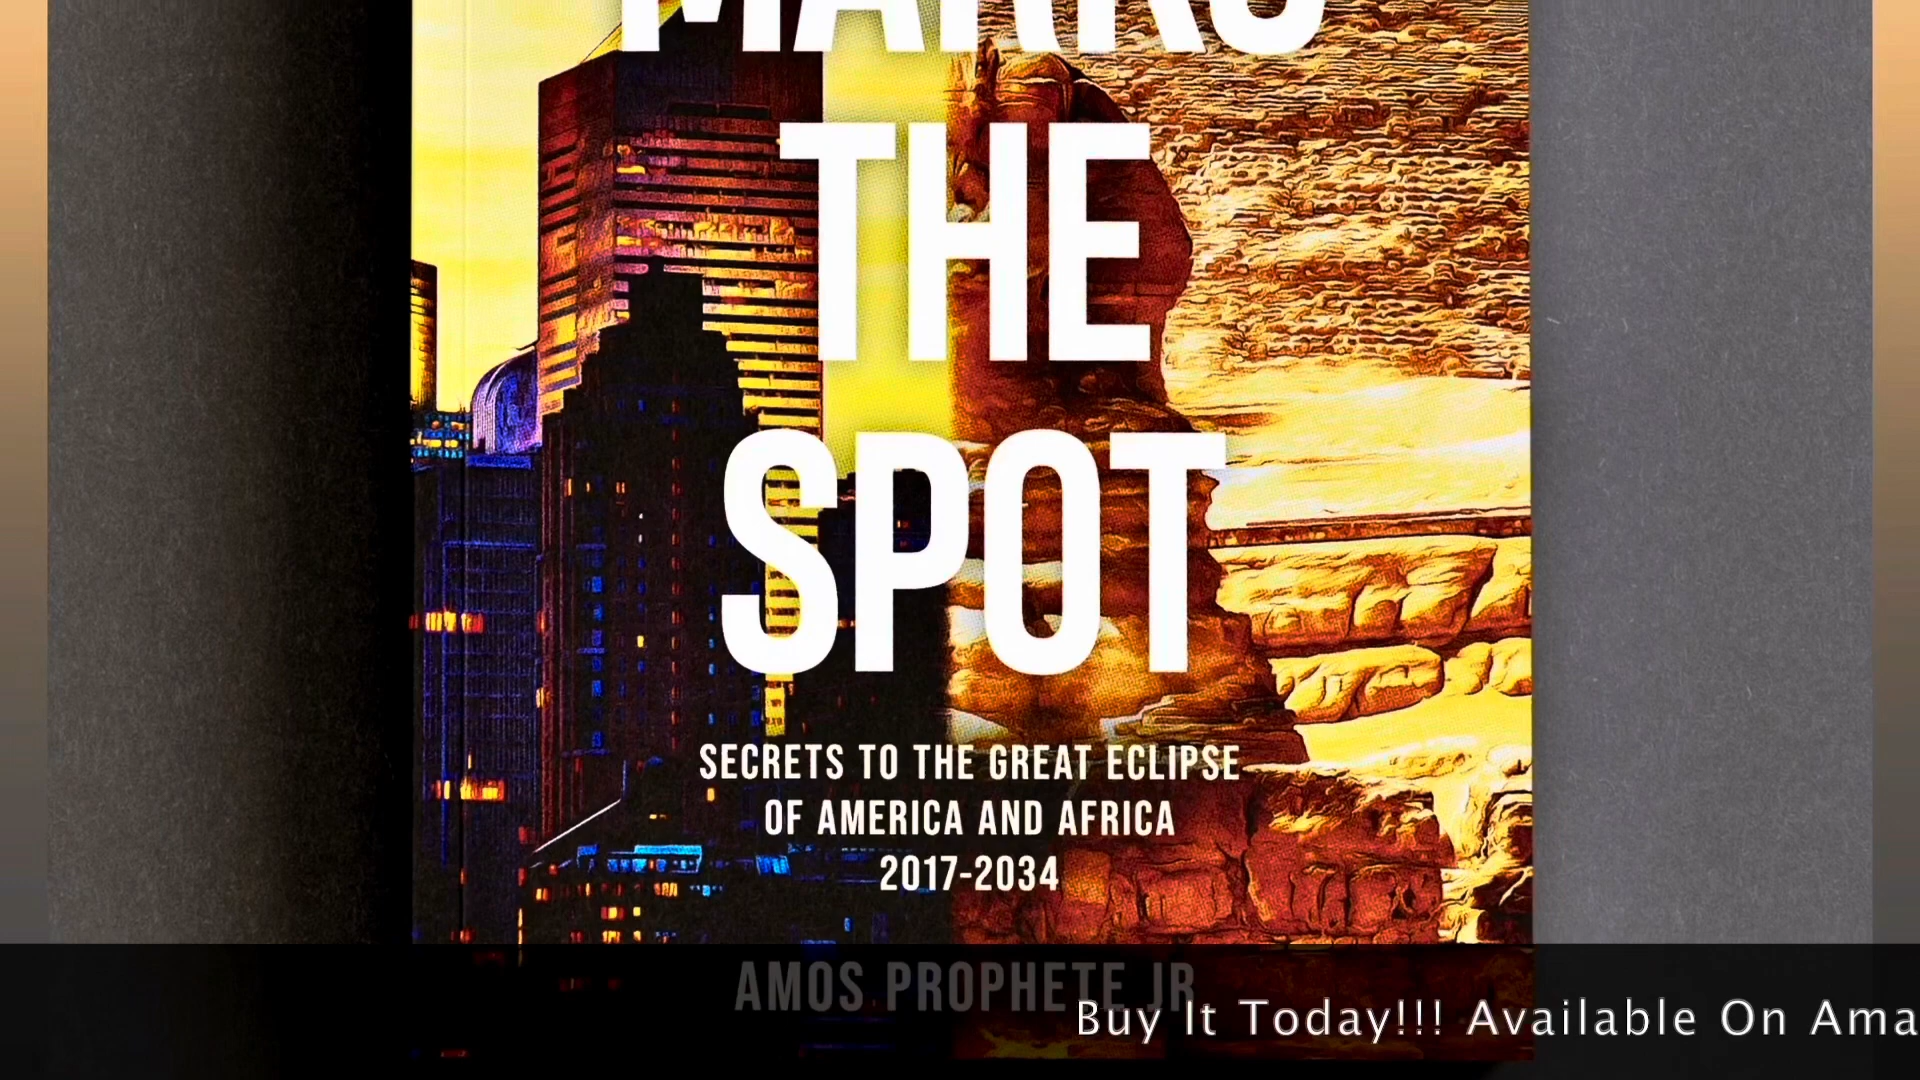 MARKS
THE
SPOT
SECRETS TO THE GREAT ECLIPSE
OF AMERICA AND AFRICA
2017-2034
AMOS PROPHETE JR
Buy It Today!!! Available On Ama